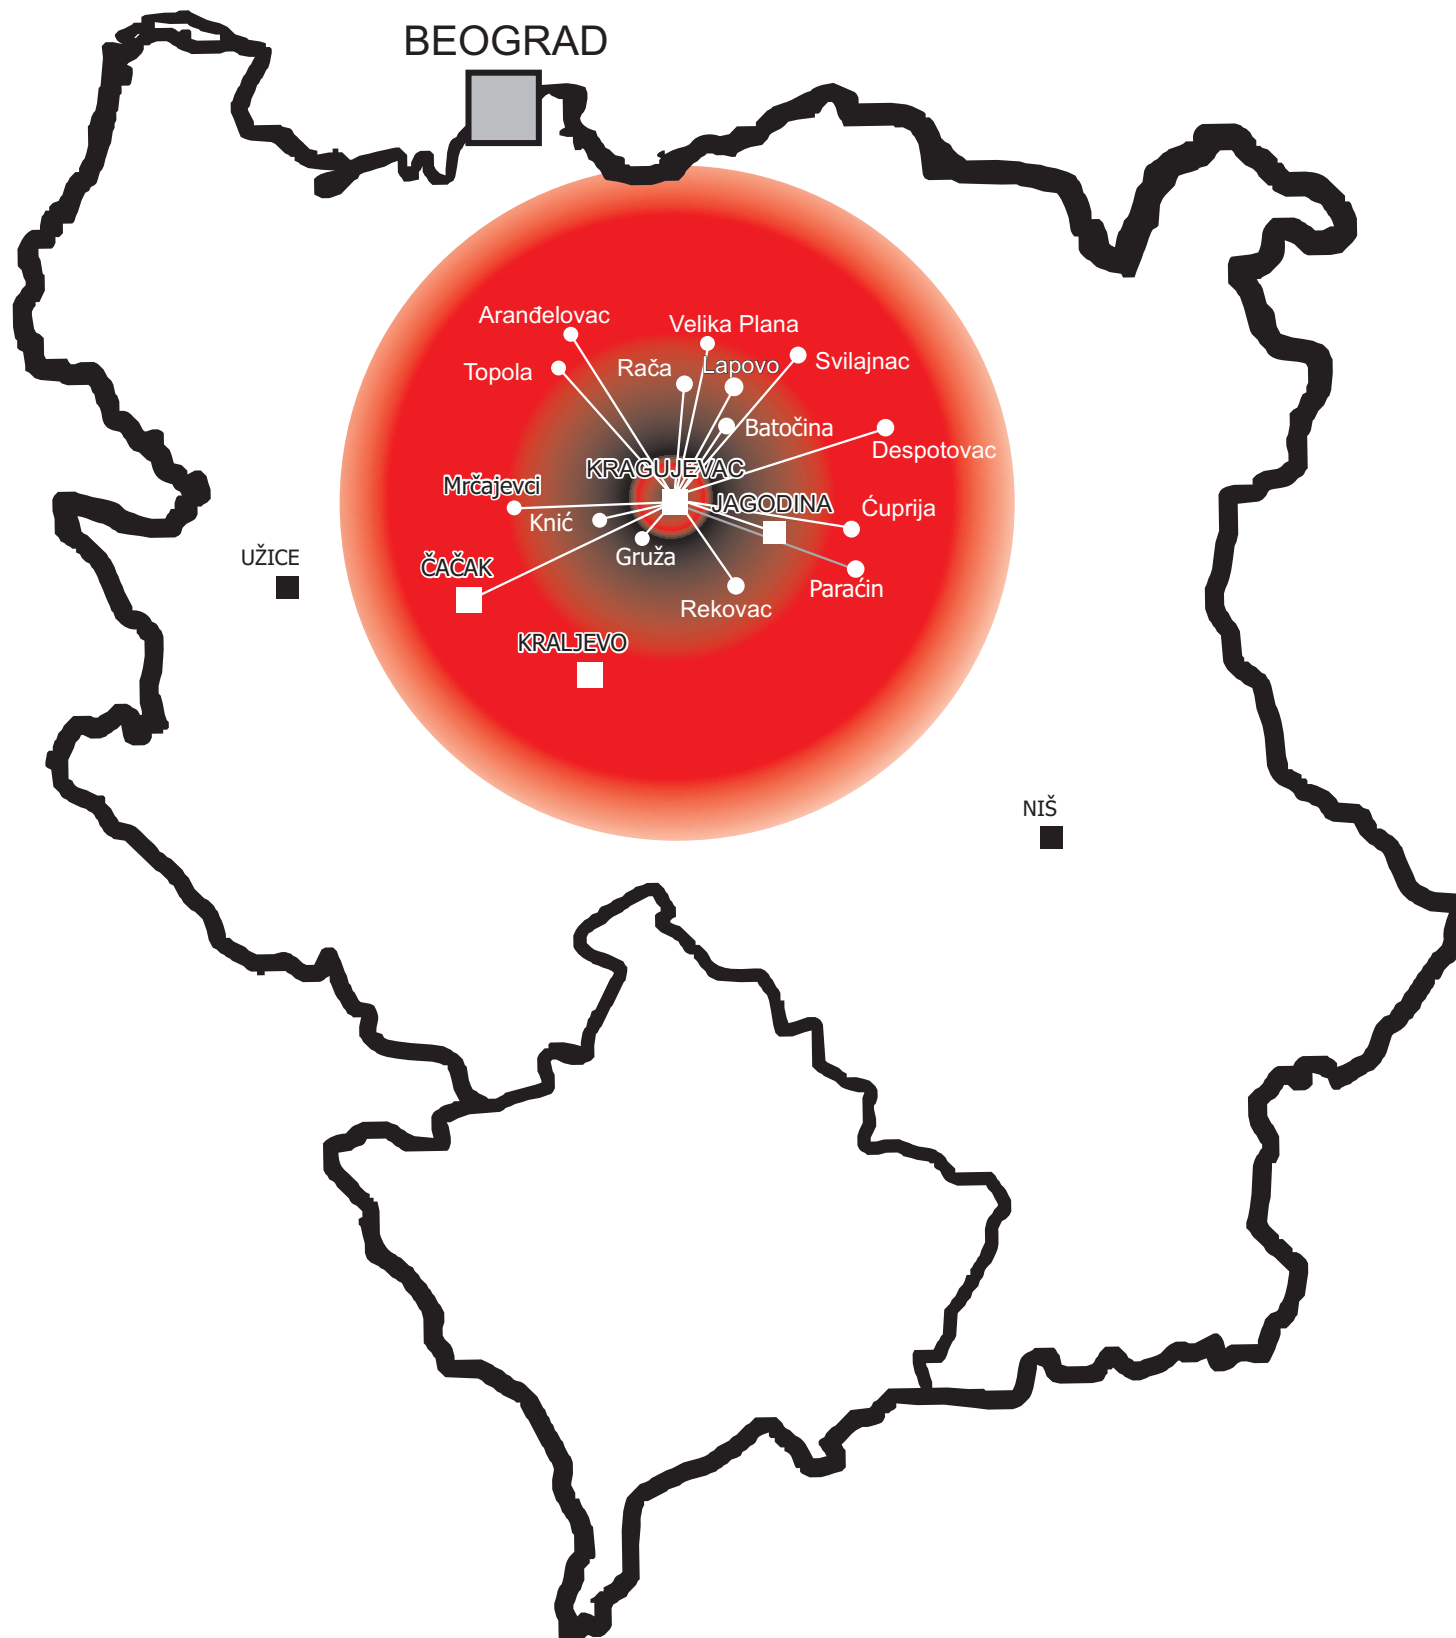 BEOGRAD
Aranđelovac
Velika Plana
Topola
Rača
Lapovo
Svilajnac
Batočina
Despotovac
KRAGUJEVAC
Mrčajevci
JAGODINA
Knić
Ćuprija
Gruža
UŽICE
ČAČAK
Rekovac
Paraćin
KRALJEVO
NIŠ